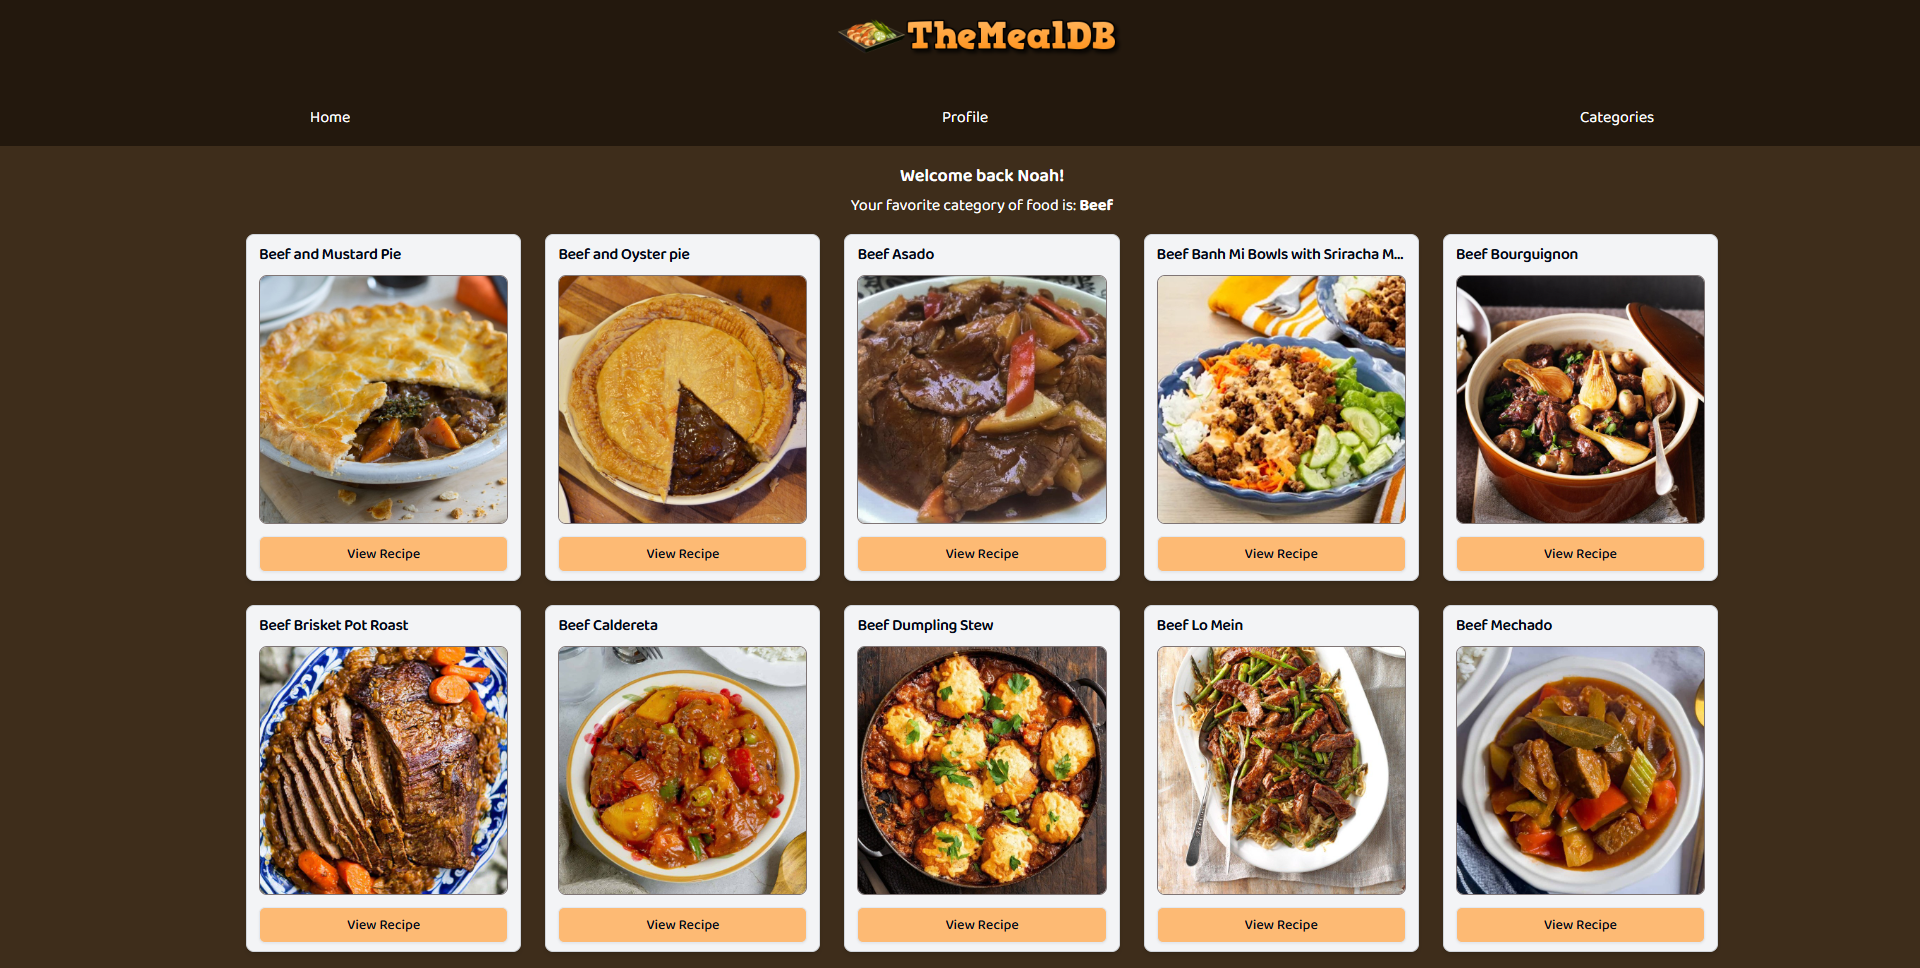 TheMealDB
Home
Profile
Categories
Welcome back Noah!
Your favorite category of food is: Beef
Beef and Mustard Pie
Beef and Oyster pie
Beef Asado
Beef Banh Mi Bowls with Sriracha M...
Beef Bourguignon
View Recipe
View Recipe
View Recipe
View Recipe
View Recipe
Beef Brisket Pot Roast
Beef Caldereta
Beef Dumpling Stew
Beef Lo Mein
Beef Mechado
View Recipe
View Recipe
View Recipe
View Recipe
View Recipe